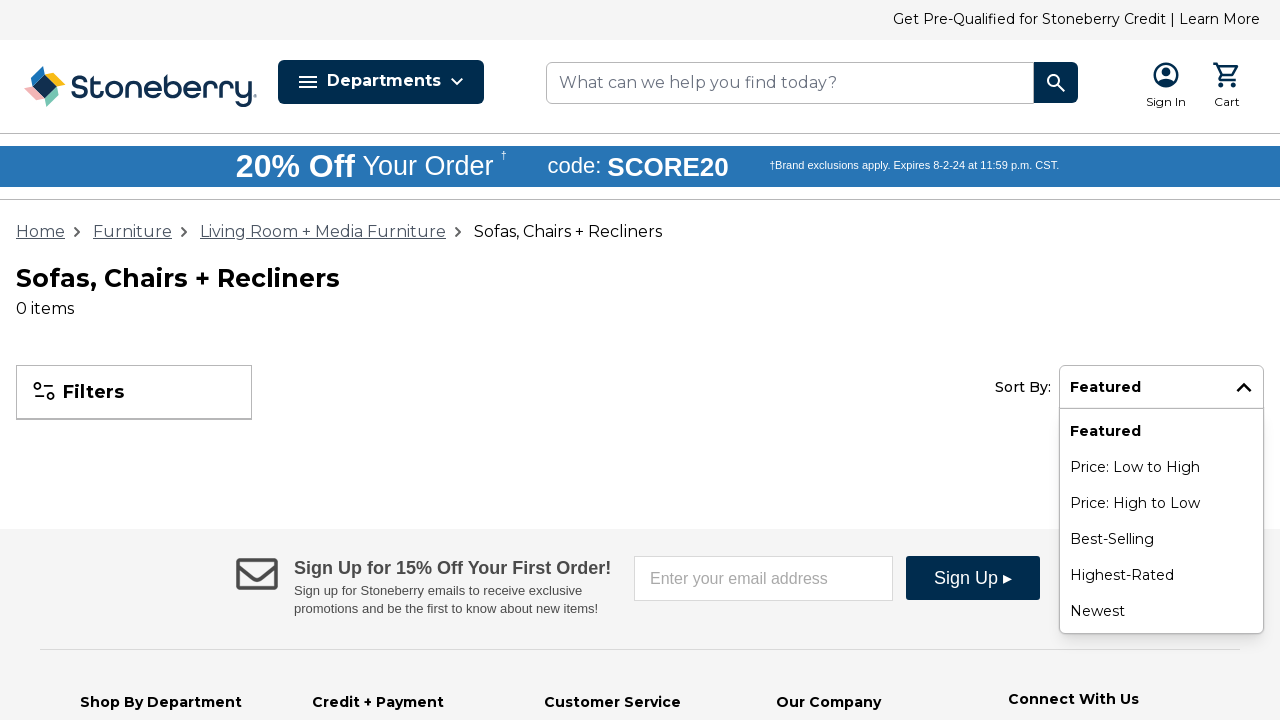 Get Pre-Qualified for Stoneberry Credit | Learn More
Stoneberry
Departments
What can we help you find today?
Sign In
Cart
20% Off Your Order † code: SCORE20 †Brand exclusions apply. Expires 8-2-24 at 11:59 p.m. CST.
Home > Furniture > Living Room + Media Furniture > Sofas, Chairs + Recliners
Sofas, Chairs + Recliners
0 items
Filters
Sort By: Featured
Featured
Price: Low to High
Price: High to Low
Best-Selling
Highest-Rated
Newest
Sign Up for 15% Off Your First Order!
Sign up for Stoneberry emails to receive exclusive
promotions and be the first to know about new items!
Enter your email address
Sign Up ▸
Shop By Department
Credit + Payment
Customer Service
Our Company
Connect With Us